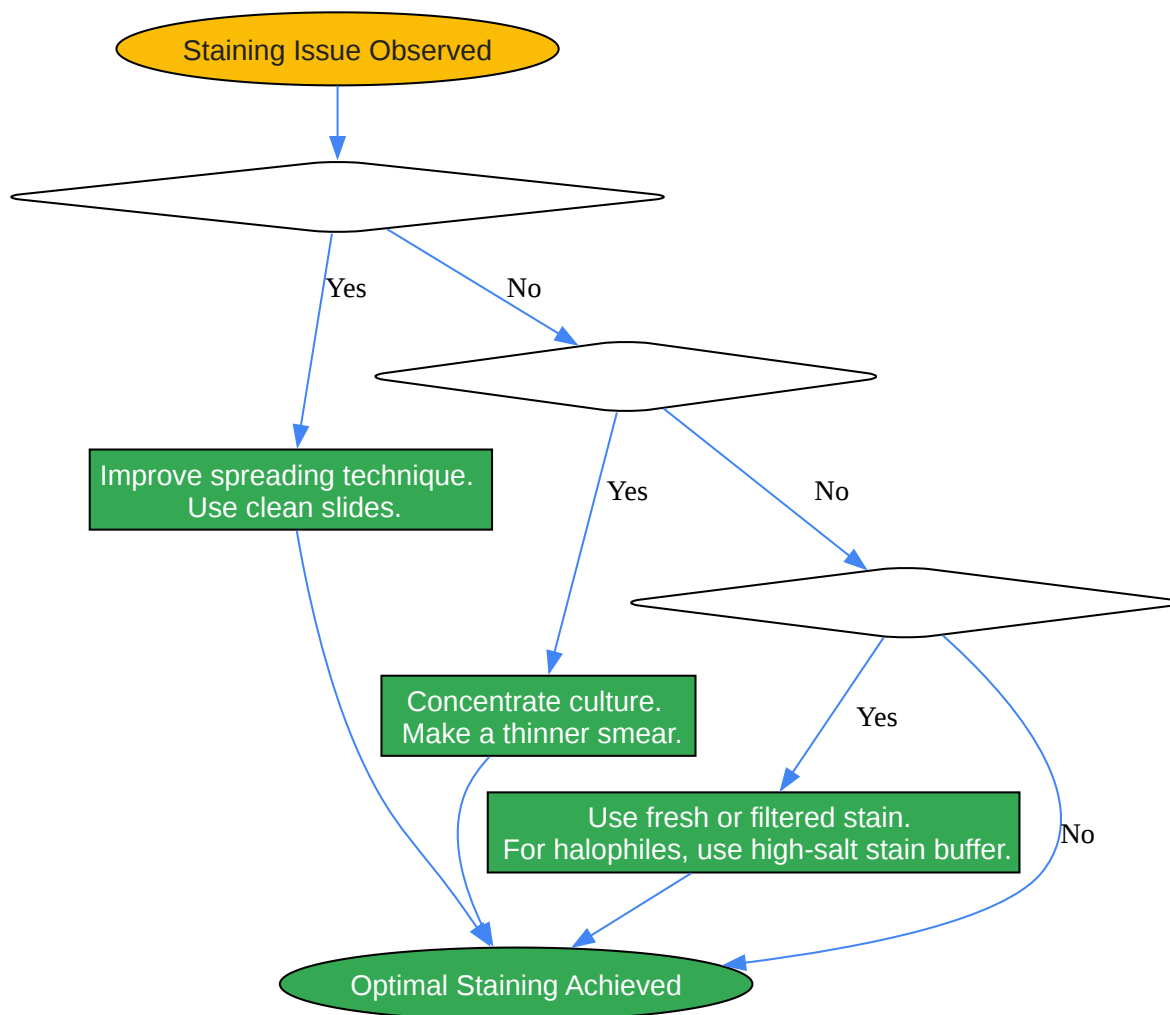 Staining Issue Observed
Yes
No
Improve spreading technique.
Use clean slides.
Yes
No
Concentrate culture.
Make a thinner smear.
Yes
Use fresh or filtered stain.
For halophiles, use high-salt stain buffer.
No
Optimal Staining Achieved